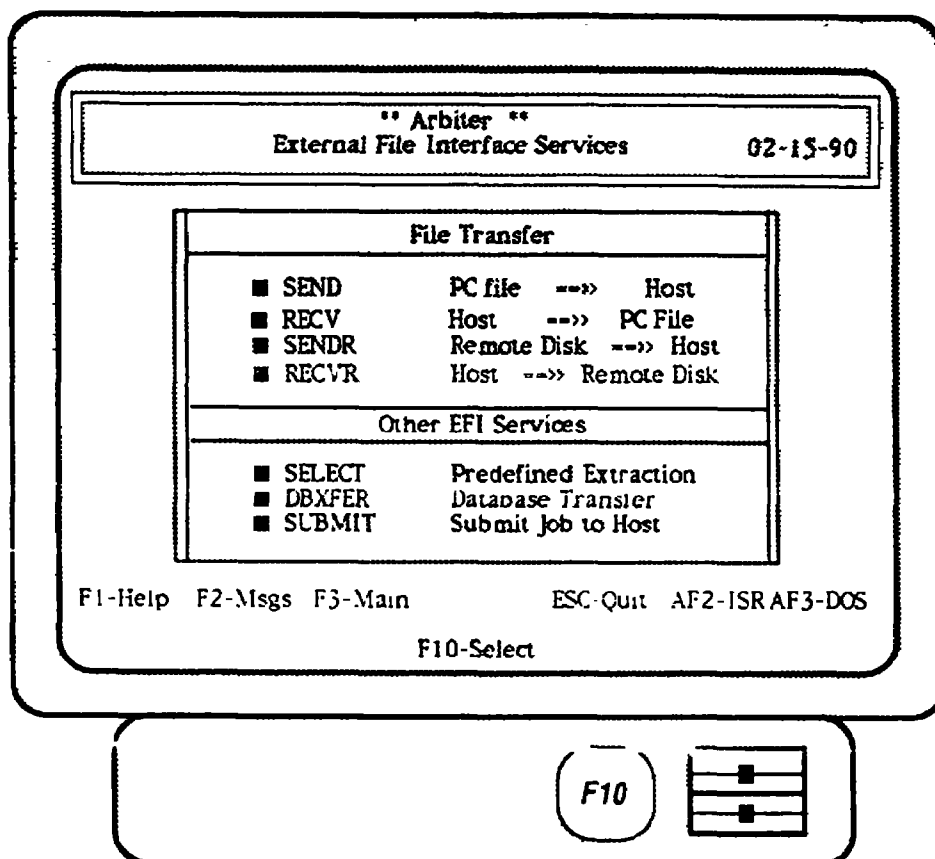 ** Arbiter **
External File Interface Services 02-15-90
File Transfer
■ SEND PC file ==>> Host
■ RECV Host ==>> PC File
■ SENDR Remote Disk ==>> Host
■ RECVR Host ==>> Remote Disk
Other EFI Services
■ SELECT Predefined Extraction
■ DBXFER Database Transfer
■ SUBMIT Submit Job to Host
F1-Help F2-Msgs F3-Main ESC-Quit AF2-ISR AF3-DOS
F10-Select
F10